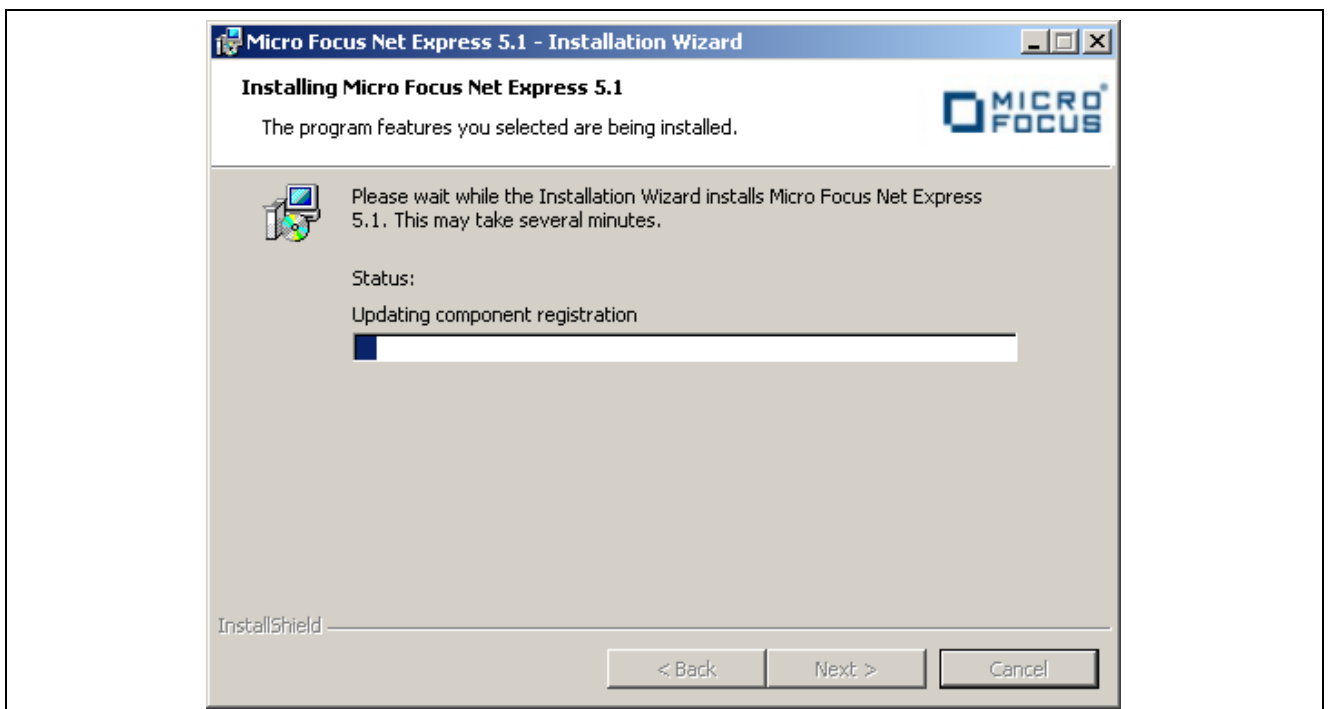 Micro Focus Net Express 5.1 - Installation Wizard
Installing Micro Focus Net Express 5.1
The program features you selected are being installed.
MICRO
FOCUS
Please wait while the Installation Wizard installs Micro Focus Net Express
5.1. This may take several minutes.
Status:
Updating component registration
InstallShield
< Back
Next >
Cancel